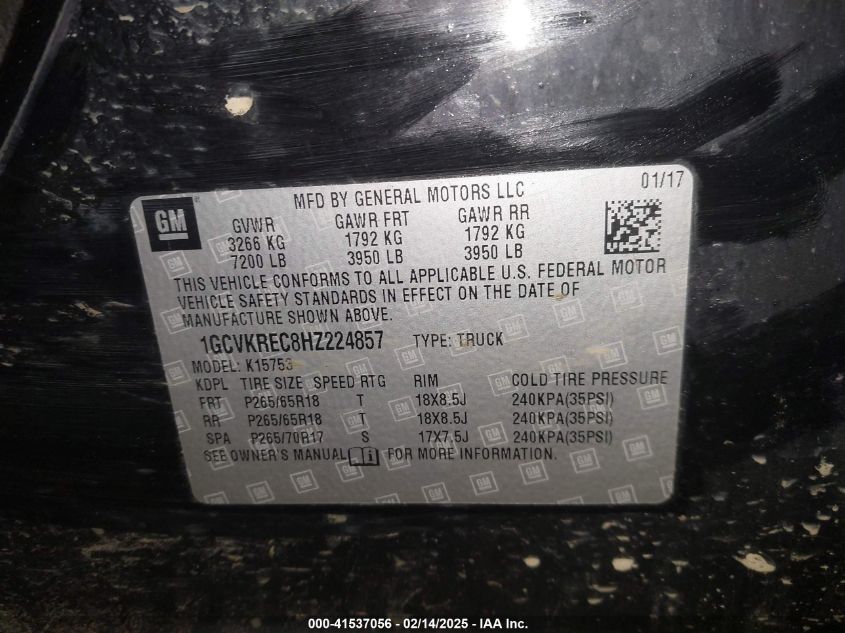 GM
MFD BY GENERAL MOTORS LLC
01/17
GVWR GAWR FRT GAWR RR
3266 KG 1792 KG 1792 KG
7200 LB 3950 LB 3950 LB
THIS VEHICLE CONFORMS TO ALL APPLICABLE U.S. FEDERAL MOTOR
VEHICLE SAFETY STANDARDS IN EFFECT ON THE DATE OF
MANUFACTURE SHOWN ABOVE.
1GCVKREC8HZ224857 TYPE: TRUCK
MODEL: K15753
KDPL TIRE SIZE SPEED RTG RIM COLD TIRE PRESSURE
FRT P265/65R18 T 18X8.5J 240KPA(35PSI)
RR P265/65R18 T 18X8.5J 240KPA(35PSI)
SPA P265/70R17 S 17X7.5J 240KPA(35PSI)
SEE OWNER'S MANUAL i FOR MORE INFORMATION.
000-41537056 - 02/14/2025 - IAA Inc.